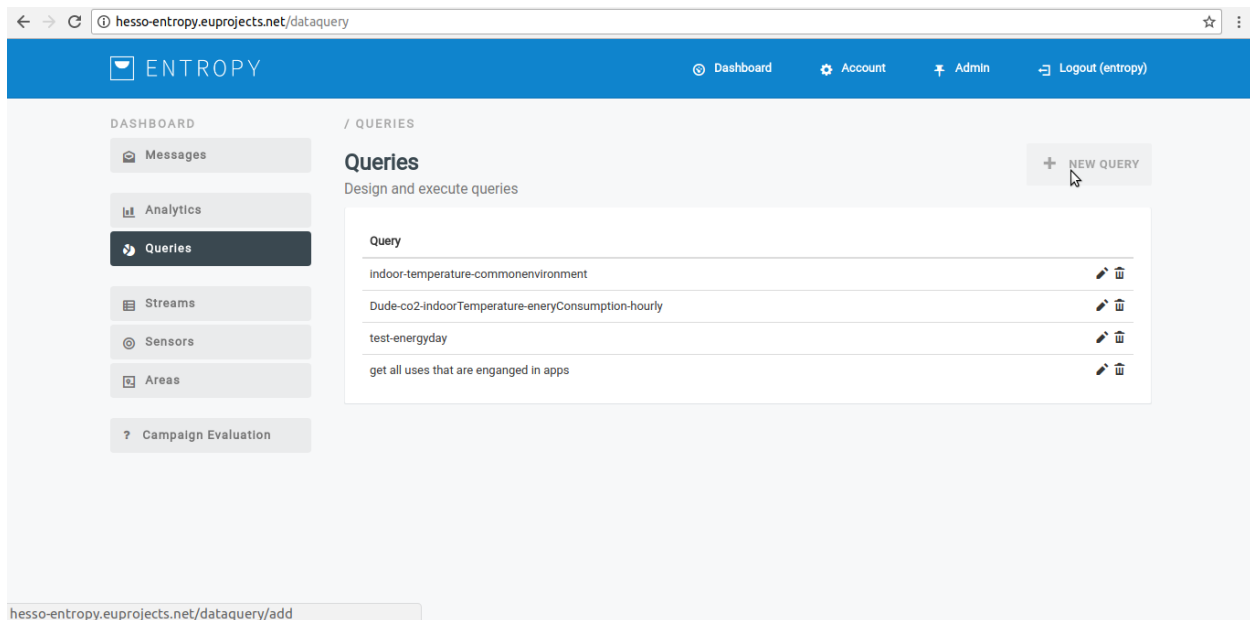 hesso-entropy.euprojects.net/dataquery
ENTROPY
Dashboard
Account
Admin
Logout (entropy)
DASHBOARD
Messages
Analytics
Queries
Streams
Sensors
Areas
? Campaign Evaluation
/ QUERIES
Queries
Design and execute queries
+ NEW QUERY
Query
indoor-temperature-commonenvironment
Dude-co2-indoorTemperature-eneryConsumption-hourly
test-energyday
get all uses that are enganged in apps
hesso-entropy.euprojects.net/dataquery/add